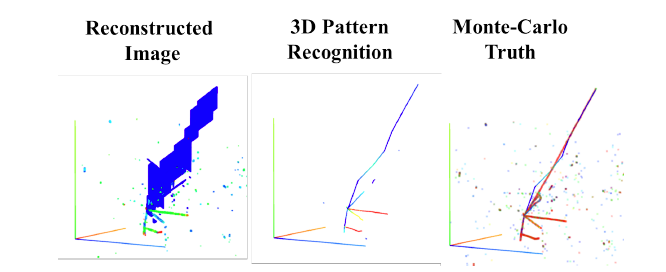 Reconstructed
Image
3D Pattern
Recognition
Monte-Carlo
Truth